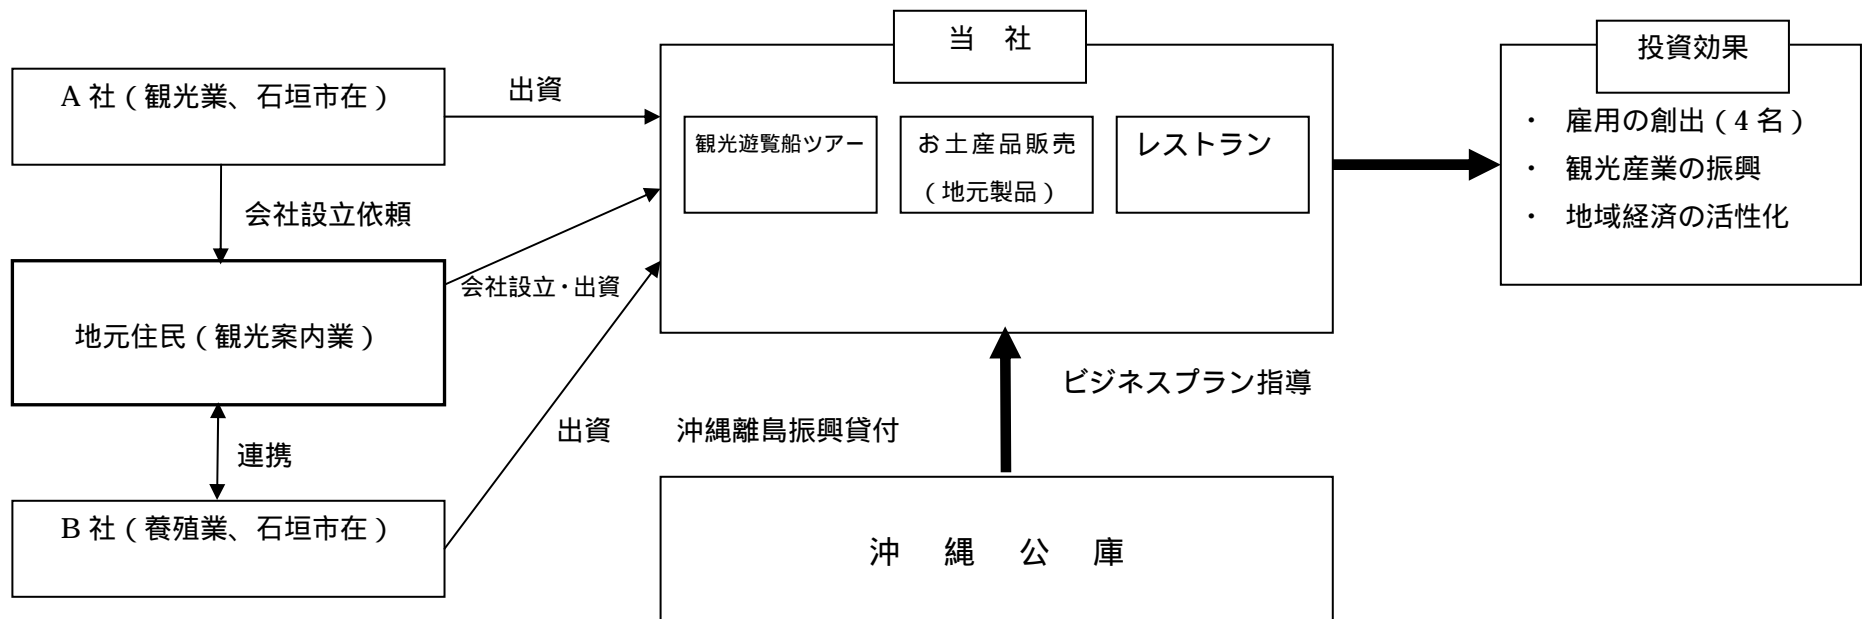 A 社（観光業、石垣市在）
会社設立依頼
地元住民（観光案内業）
連携
B 社（養殖業、石垣市在）
出資
会社設立・出資
出資
当　社
観光遊覧船ツアー
お土産品販売
（地元製品）
レストラン
沖縄離島振興貸付
ビジネスプラン指導
沖　縄　公　庫
投資効果
・　雇用の創出（4 名）
・　観光産業の振興
・　地域経済の活性化